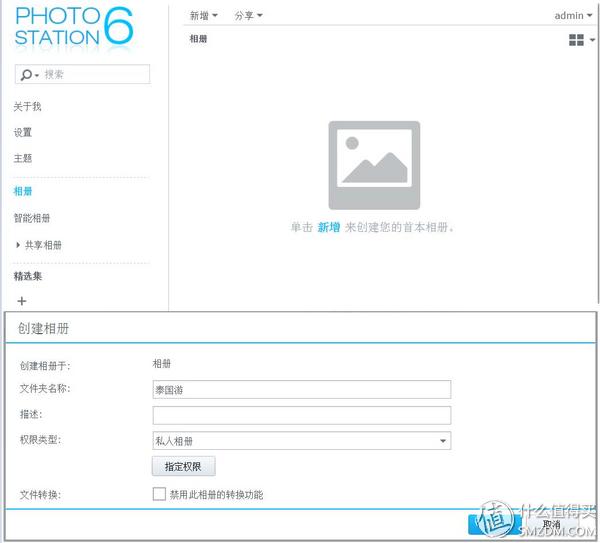 PHOTO
STATION 6
新增 分享 admin
相册
搜索
关于我
设置
主题
相册
智能相册
共享相册
精选集
+
单击 新增 来创建您的首本相册。
创建相册
创建相册于: 相册
文件夹名称: 泰国游
描述:
权限类型: 私人相册
指定权限
文件转换: 禁用此相册的转换功能
取消
值 什么值得买
SMZDM.COM